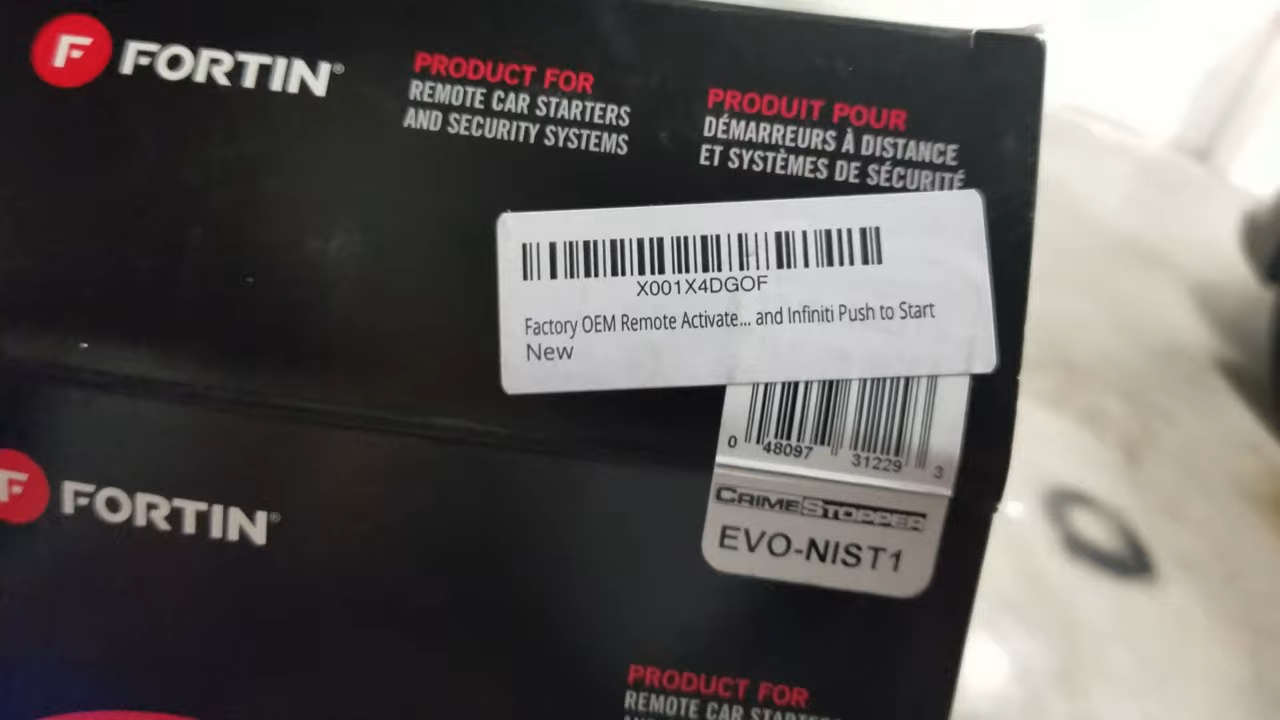 FORTIN®
PRODUCT FOR
REMOTE CAR STARTERS
AND SECURITY SYSTEMS
PRODUIT POUR
DÉMARREURS À DISTANCE
ET SYSTÈMES DE SÉCURITÉ
X001X4DGOF
Factory OEM Remote Activate... and Infiniti Push to Start
New
0 48097 31229 3
CRIMESTOPPER
EVO-NIST1
FORTIN®
PRODUCT FOR
REMOTE CAR STARTERS